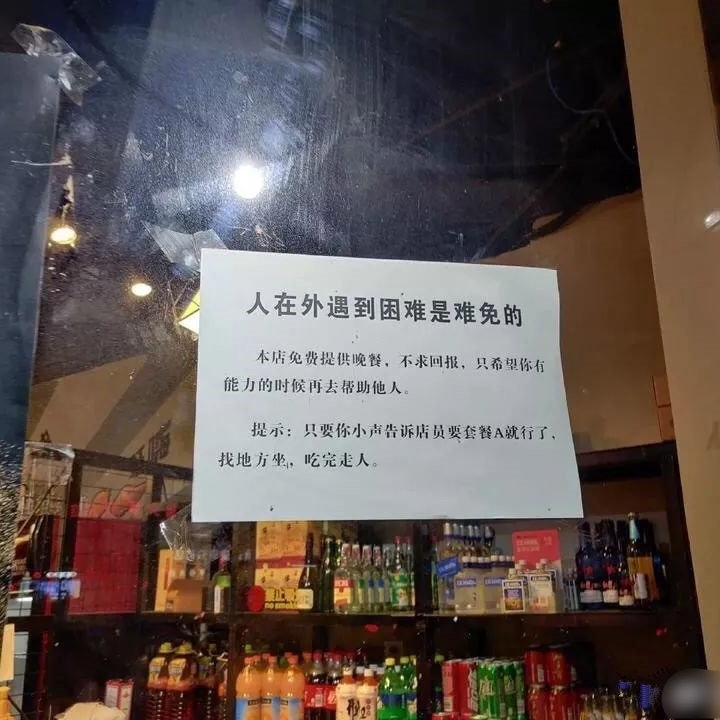 人在外遇到困难是难免的
本店免费提供晚餐,不求回报,只希望你有
能力的时候再去帮助他人。
提示:只要你小声告诉店员要套餐A就行了,
找地方坐,吃完走人。